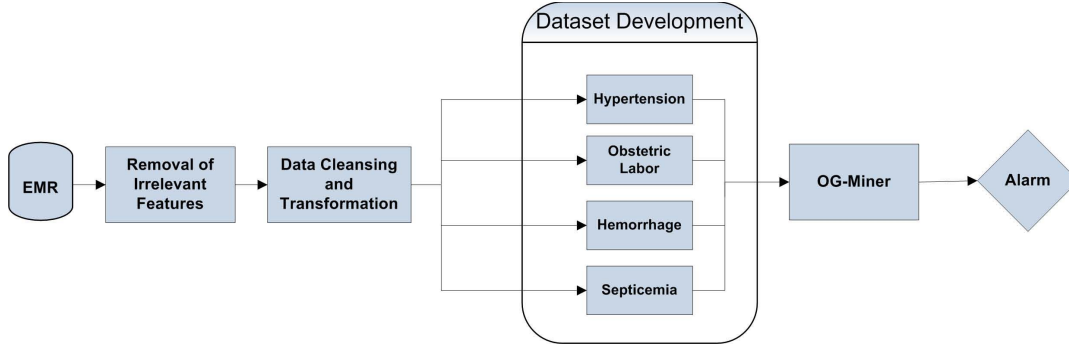 Dataset Development
EMR
Removal of
Irrelevant
Features
Data Cleansing
and
Transformation
Hypertension
Obstetric
Labor
Hemorrhage
Septicemia
OG-Miner
Alarm